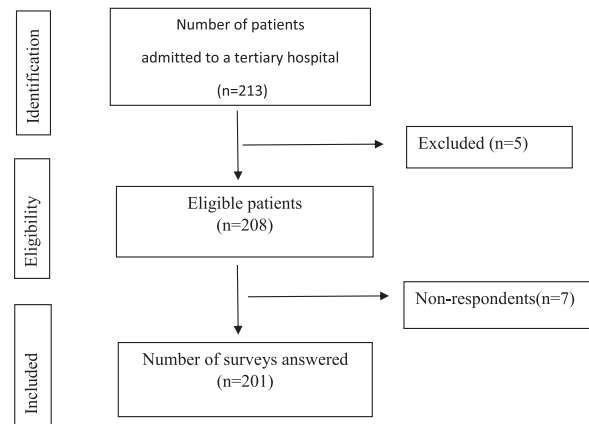 Identification
Number of patients
admitted to a tertiary hospital
(n=213)
Excluded (n=5)
Eligibility
Eligible patients
(n=208)
Non-respondents(n=7)
Included
Number of surveys answered
(n=201)